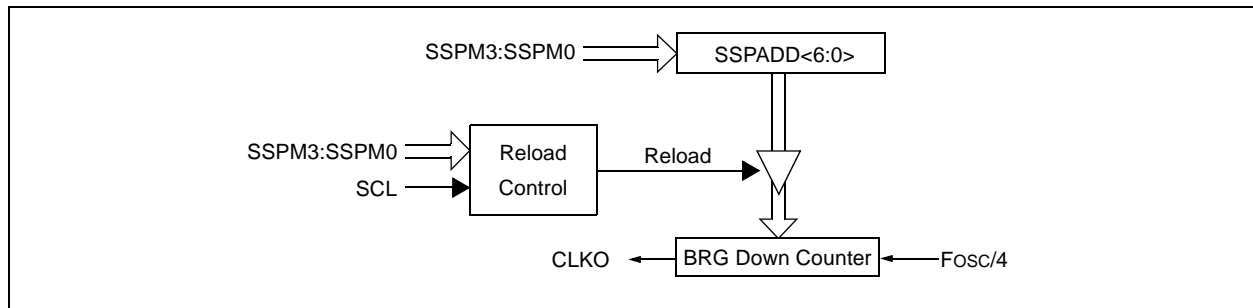 SSPM3:SSPM0
SSPADD<6:0>
SSPM3:SSPM0
SCL
Reload
Control
Reload
CLKO
BRG Down Counter
FOSC/4